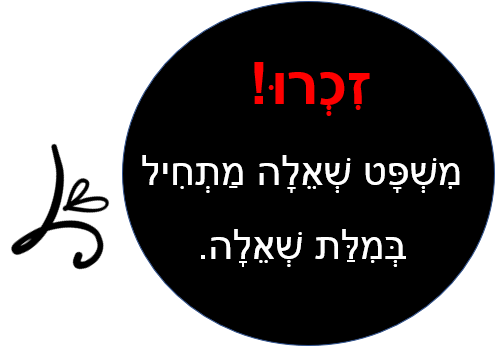 זִכְרוּ!
מִשְׁפָּט שְׁאֵלָה מַתְחִיל
בְּמִלַּת שְׁאֵלָה.